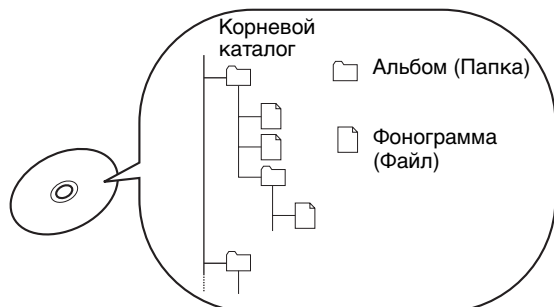 Корневой
каталог
Альбом (Папка)
Фонограмма
(Файл)